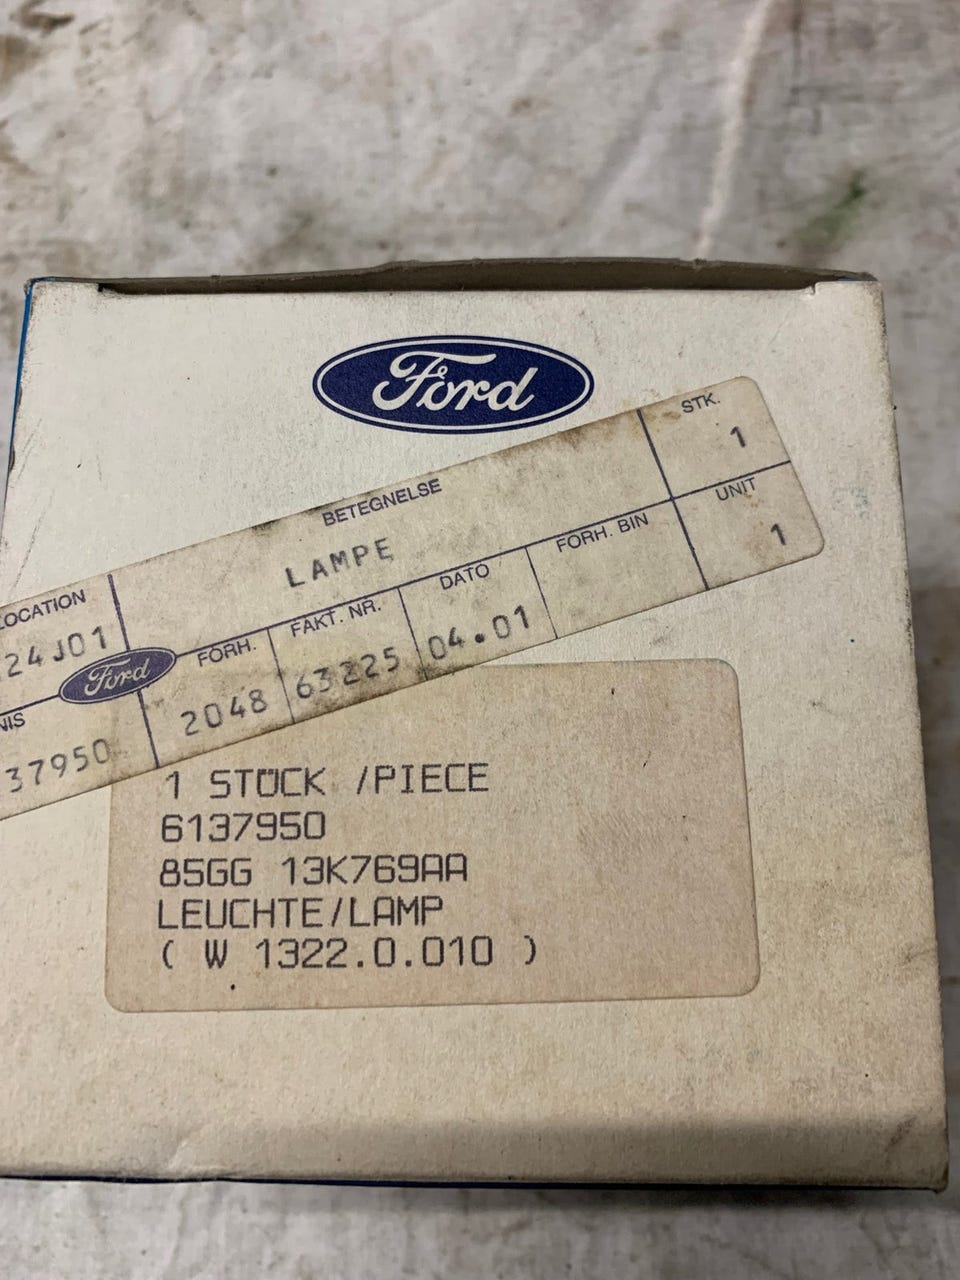 Ford
STK.
1
BETEGNELSE
LAMPE
UNIT
1
FORH. BIN
DATO
04.01
FAKT. NR.
63225
FORH.
2048
LOCATION
24J01
Ford
37950
1 STÜCK /PIECE
6137950
85GG 13K769AA
LEUCHTE/LAMP
( W 1322.0.010 )